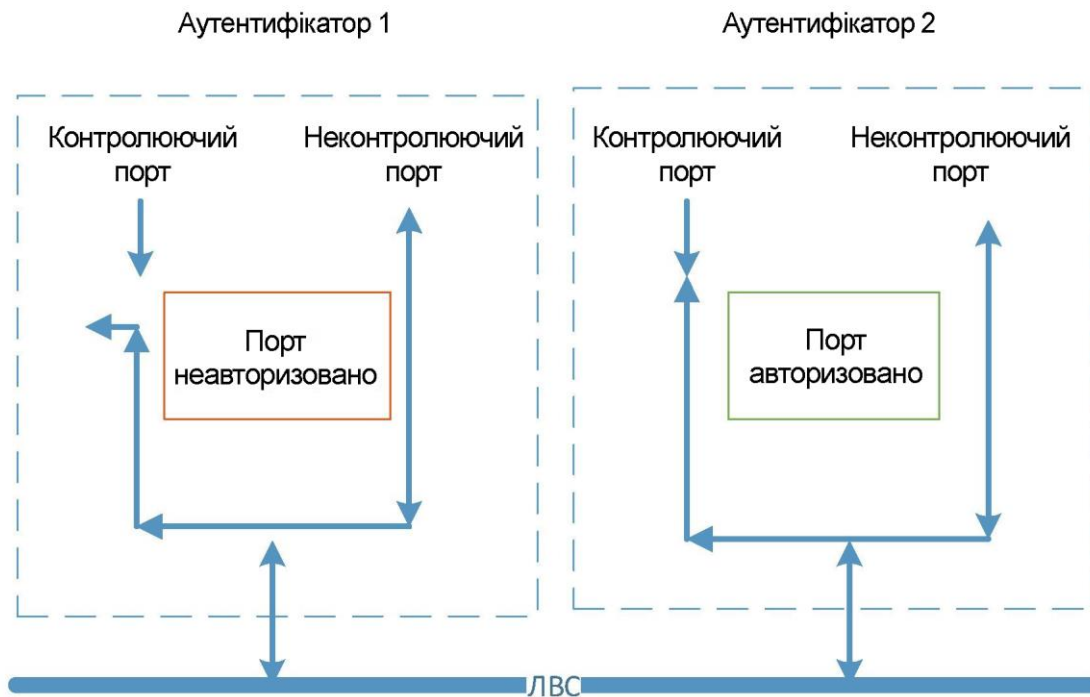 Аутентифікатор 1
Аутентифікатор 2
Контролюючий
порт
Неконтролюючий
порт
Контролюючий
порт
Неконтролюючий
порт
Порт
неавторизовано
Порт
авторизовано
ЛВС